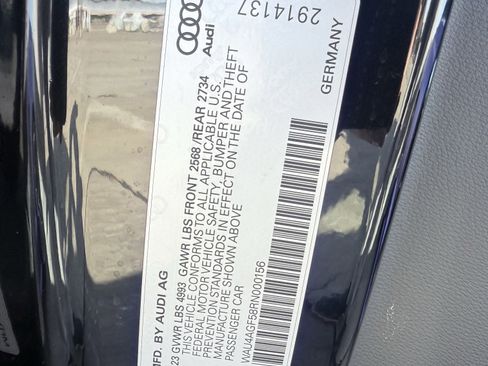 2914137
Audi
GERMANY
MFD. BY AUDI AG
23 GVWR LBS 4993 GAWR LBS FRONT 2568 /REAR 2734
THIS VEHICLE CONFORMS TO ALL APPLICABLE U.S.
FEDERAL MOTOR VEHICLE SAFETY, BUMPER AND THEFT
PREVENTION STANDARDS IN EFFECT ON THE DATE OF
MANUFACTURE SHOWN ABOVE
PASSENGER CAR
WAU4AGF58RN000156